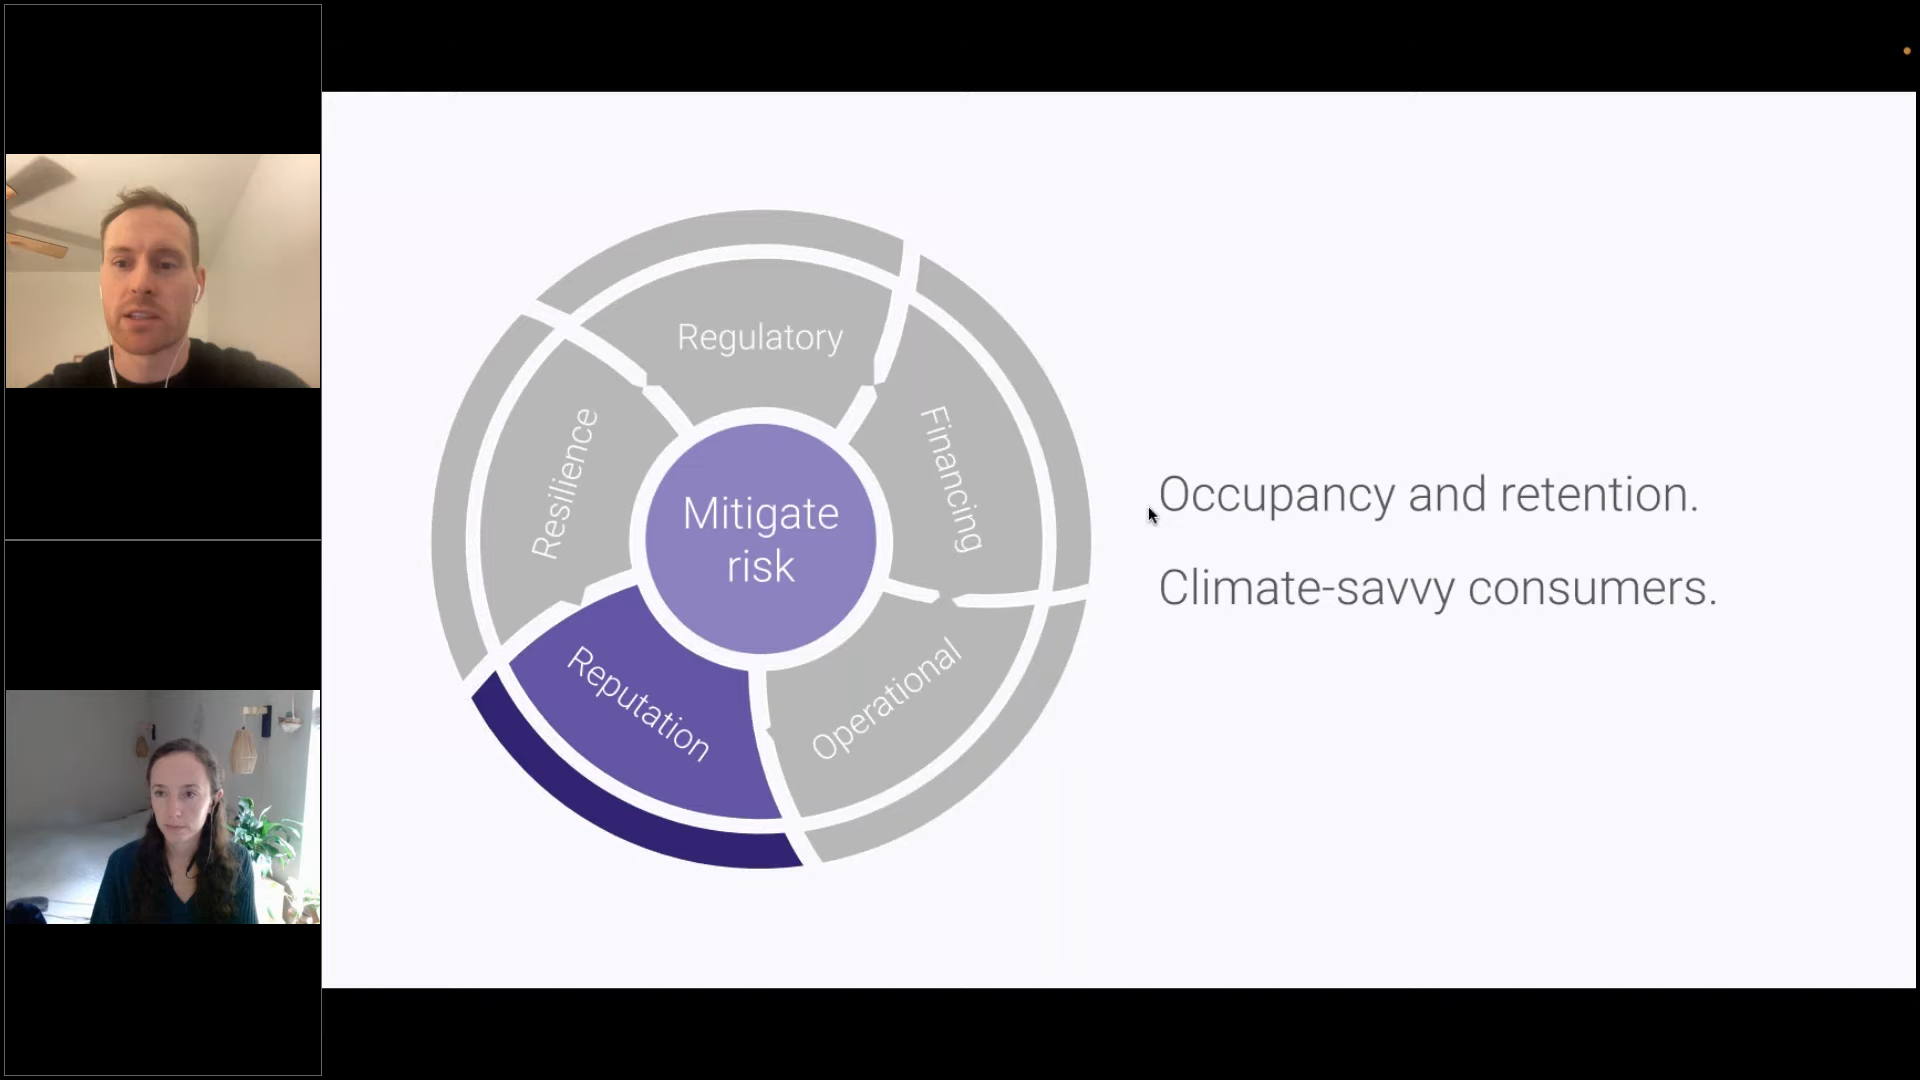 Regulatory
Financing
Operational
Reputation
Resilience
Mitigate
risk
Occupancy and retention.
Climate-savvy consumers.